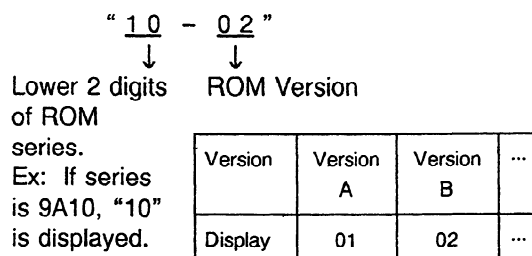 “ 10 – 02 ”
Lower 2 digits ROM Version
of ROM
series.
Ex: If series
is 9A10, “10”
is displayed.
Version Version A Version B ...
Display 01 02 ...